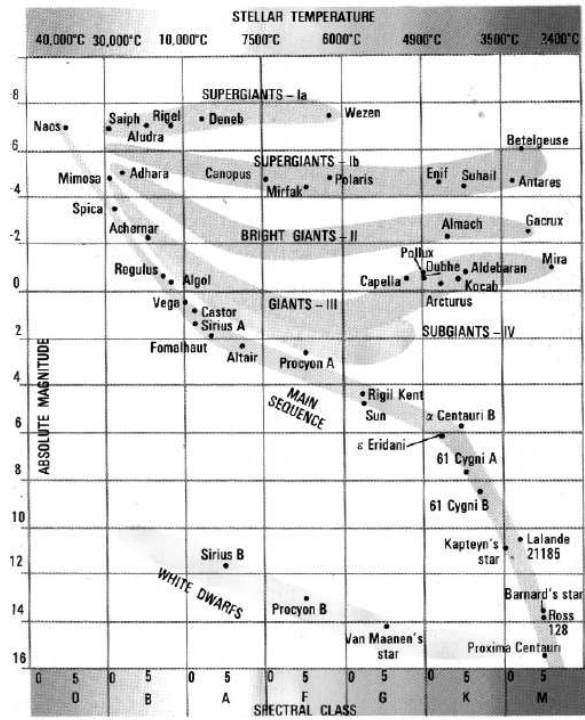 STELLAR TEMPERATURE
40,000°C 30,000°C 10,000°C 7500°C 6000°C 4900°C 3500°C 2400°C
-8
SUPERGIANTS – Ia
Naos Saiph Rigel Deneb Wezen
Aludra
-6
Betelgeuse
SUPERGIANTS – Ib
Mimosa Adhara Canopus Mirfak Polaris Enif Suhail Antares
-4
Spica
Achernar
BRIGHT GIANTS – II
Almach Gacrux
-2
Pollux
Dubhe Aldebaran Mira
Regulus Algol
0
Capella Kocab
Arcturus
Vega
GIANTS – III
Castor
Sirius A
SUBGIANTS – IV
2
Fomalhaut
Altair Procyon A
4
MAIN SEQUENCE
Rigil Kent
Sun
α Centauri B
ε Eridani
6
61 Cygni A
8
61 Cygni B
10
Kapteyn's star
Lalande 21185
Sirius B
12
WHITE DWARFS
Procyon B
Barnard's star
Ross 128
14
Van Maanen's star
Proxima Centauri
16
ABSOLUTE MAGNITUDE
0 5 0 5 0 5 0 5 0 5 0 5 0 5
O B A F G K M
SPECTRAL CLASS